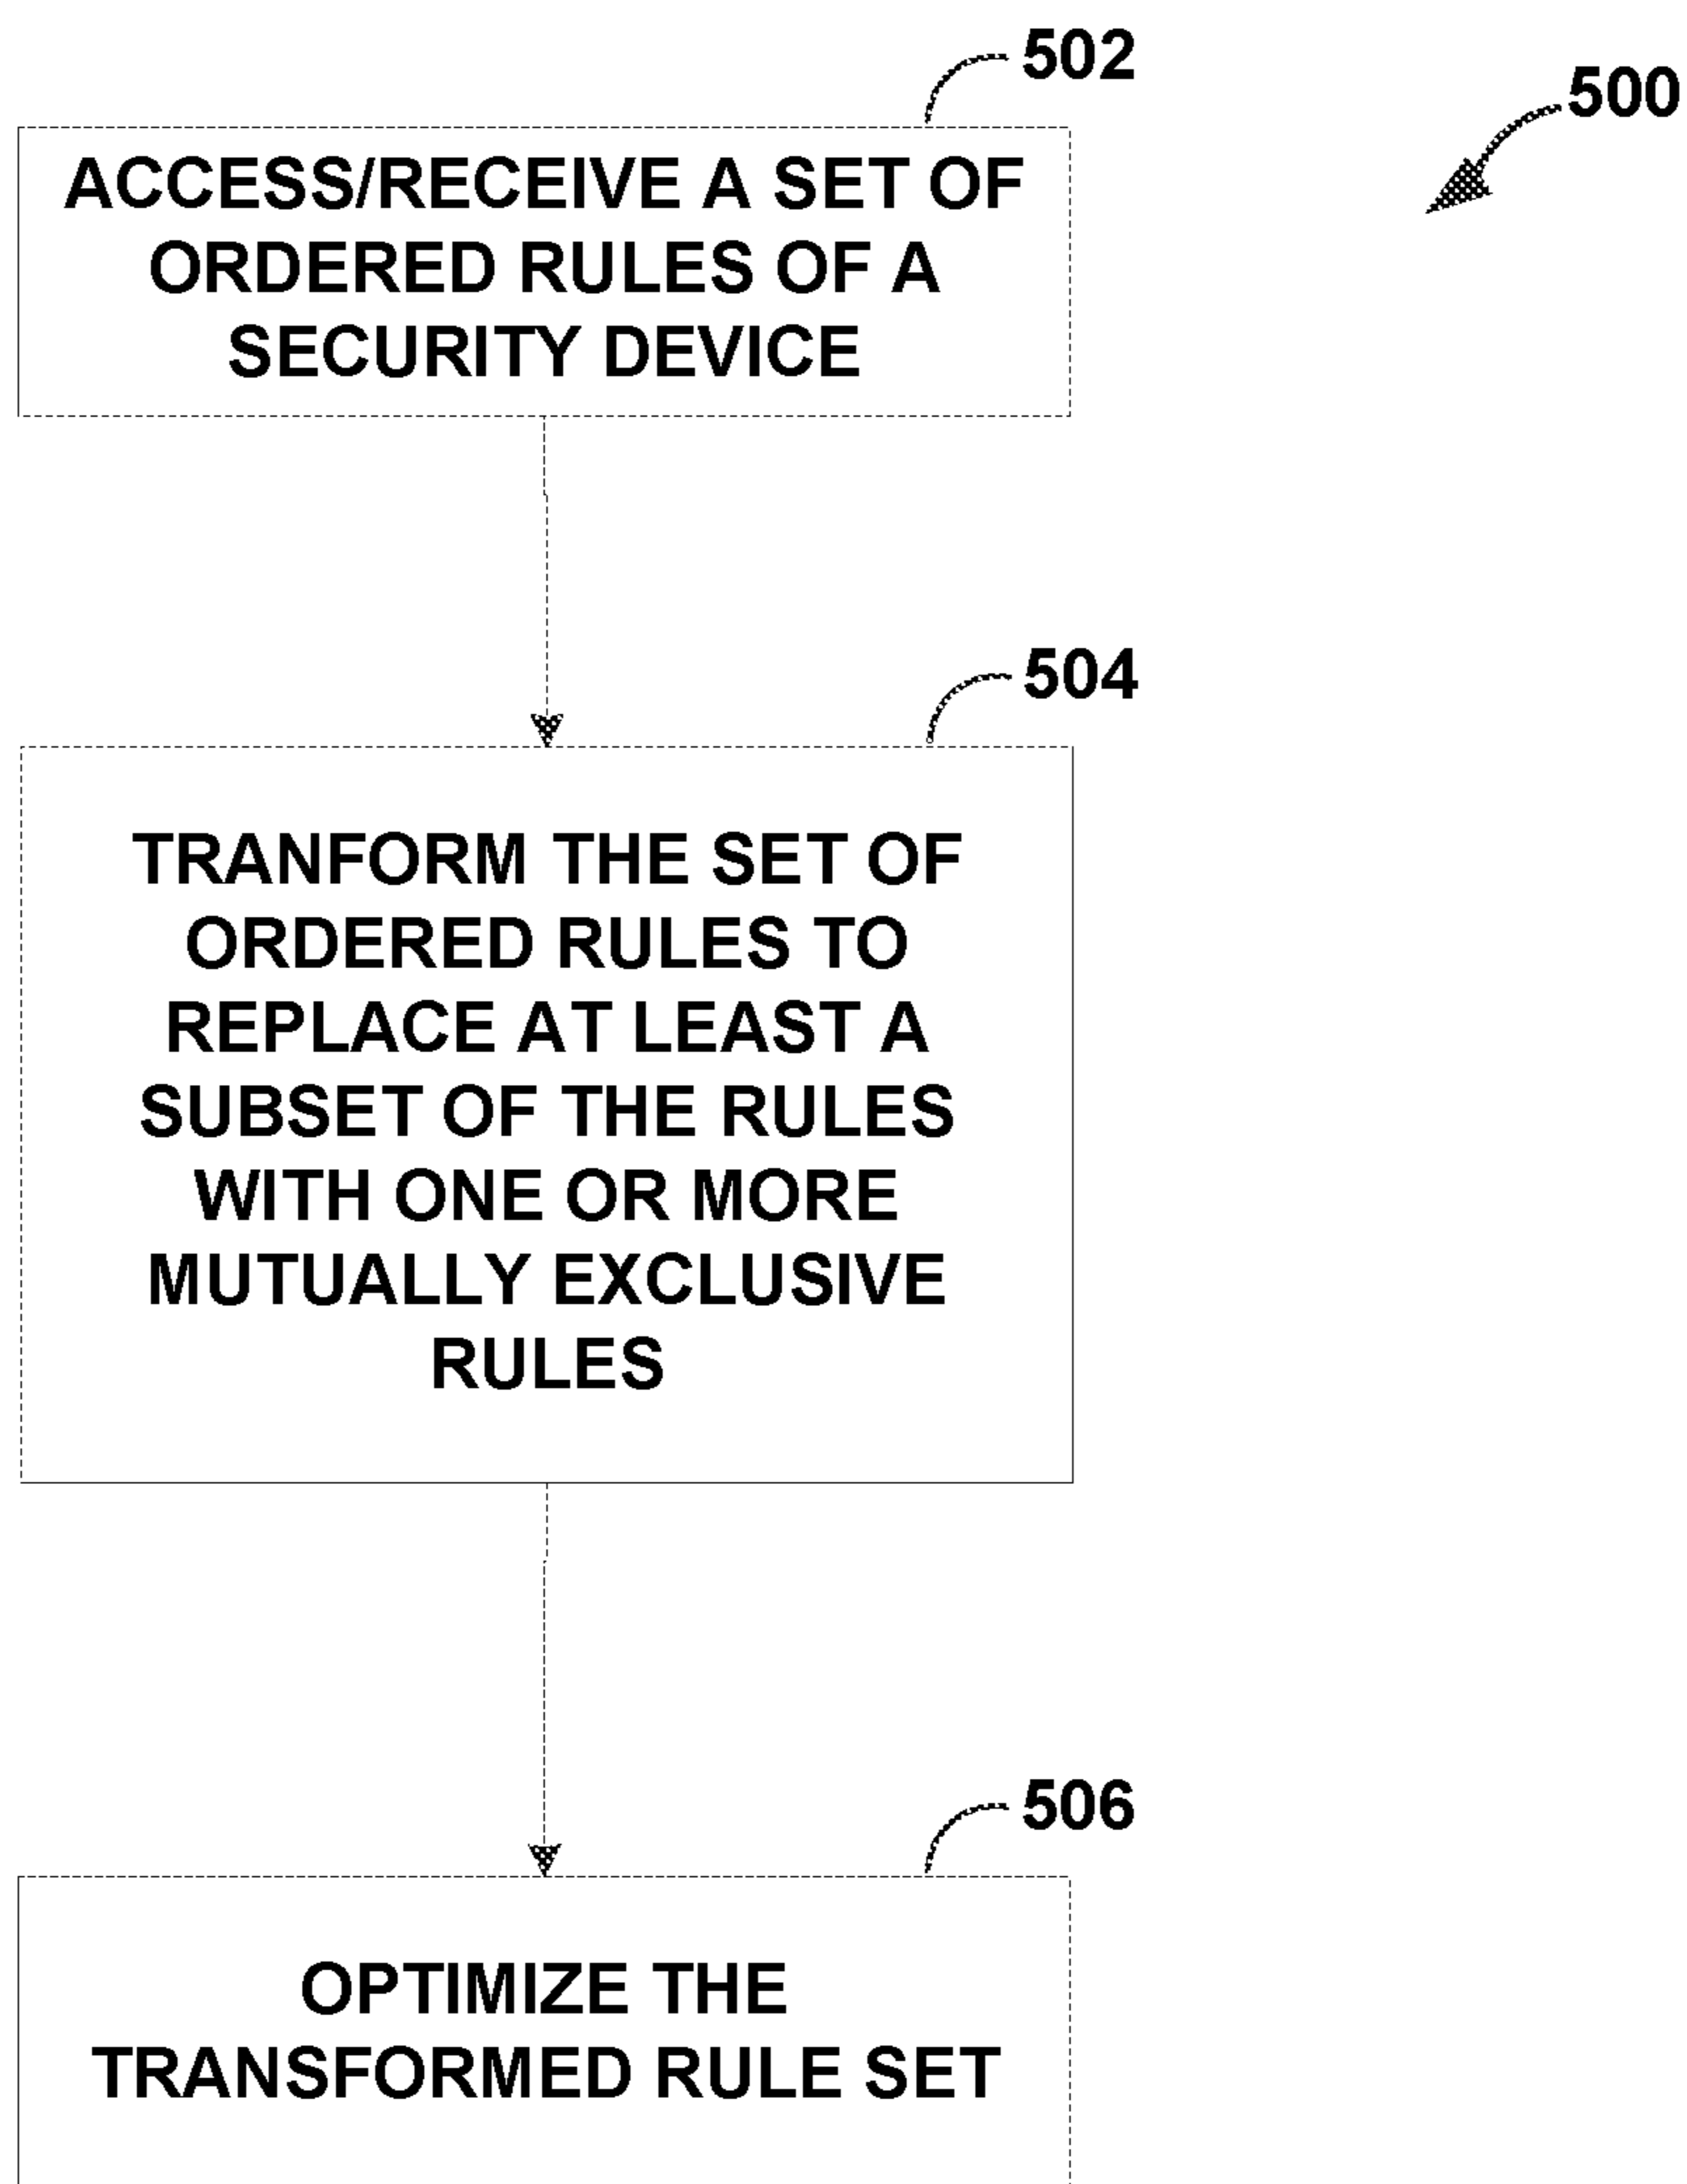 502
500
ACCESS/RECEIVE A SET OF
ORDERED RULES OF A
SECURITY DEVICE
504
TRANFORM THE SET OF
ORDERED RULES TO
REPLACE AT LEAST A
SUBSET OF THE RULES
WITH ONE OR MORE
MUTUALLY EXCLUSIVE
RULES
506
OPTIMIZE THE
TRANSFORMED RULE SET